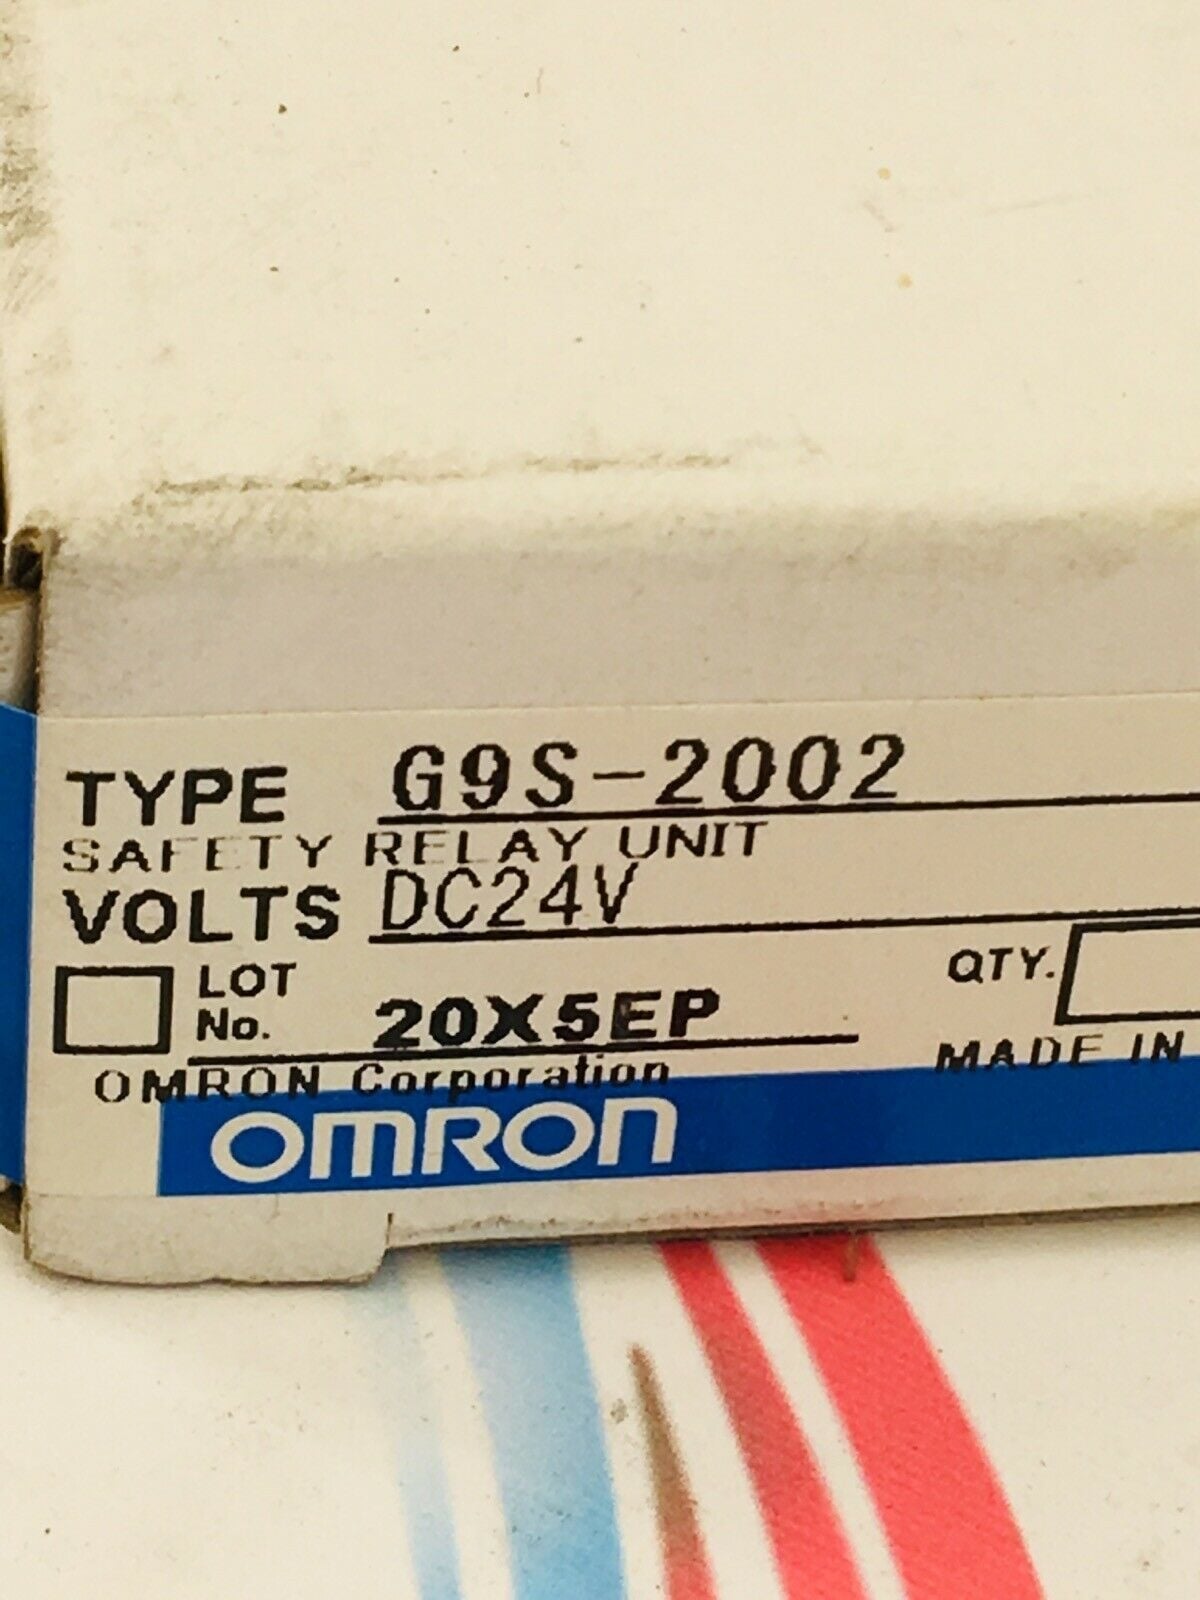 TYPE G9S-2002
SAFETY RELAY UNIT
VOLTS DC24V
LOT No. 20X5EP QTY.
OMRON Corporation MADE IN
OMRON